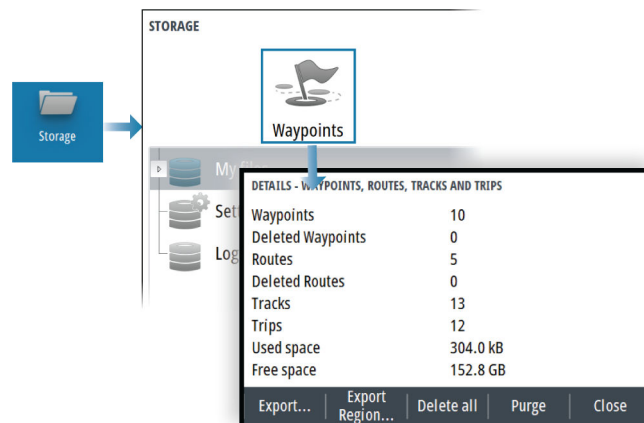 STORAGE
Storage
Waypoints
My files
Sett
Log
DETAILS - WAYPOINTS, ROUTES, TRACKS AND TRIPS
Waypoints 10
Deleted Waypoints 0
Routes 5
Deleted Routes 0
Tracks 13
Trips 12
Used space 304.0 kB
Free space 152.8 GB
Export... Export Region... Delete all Purge Close